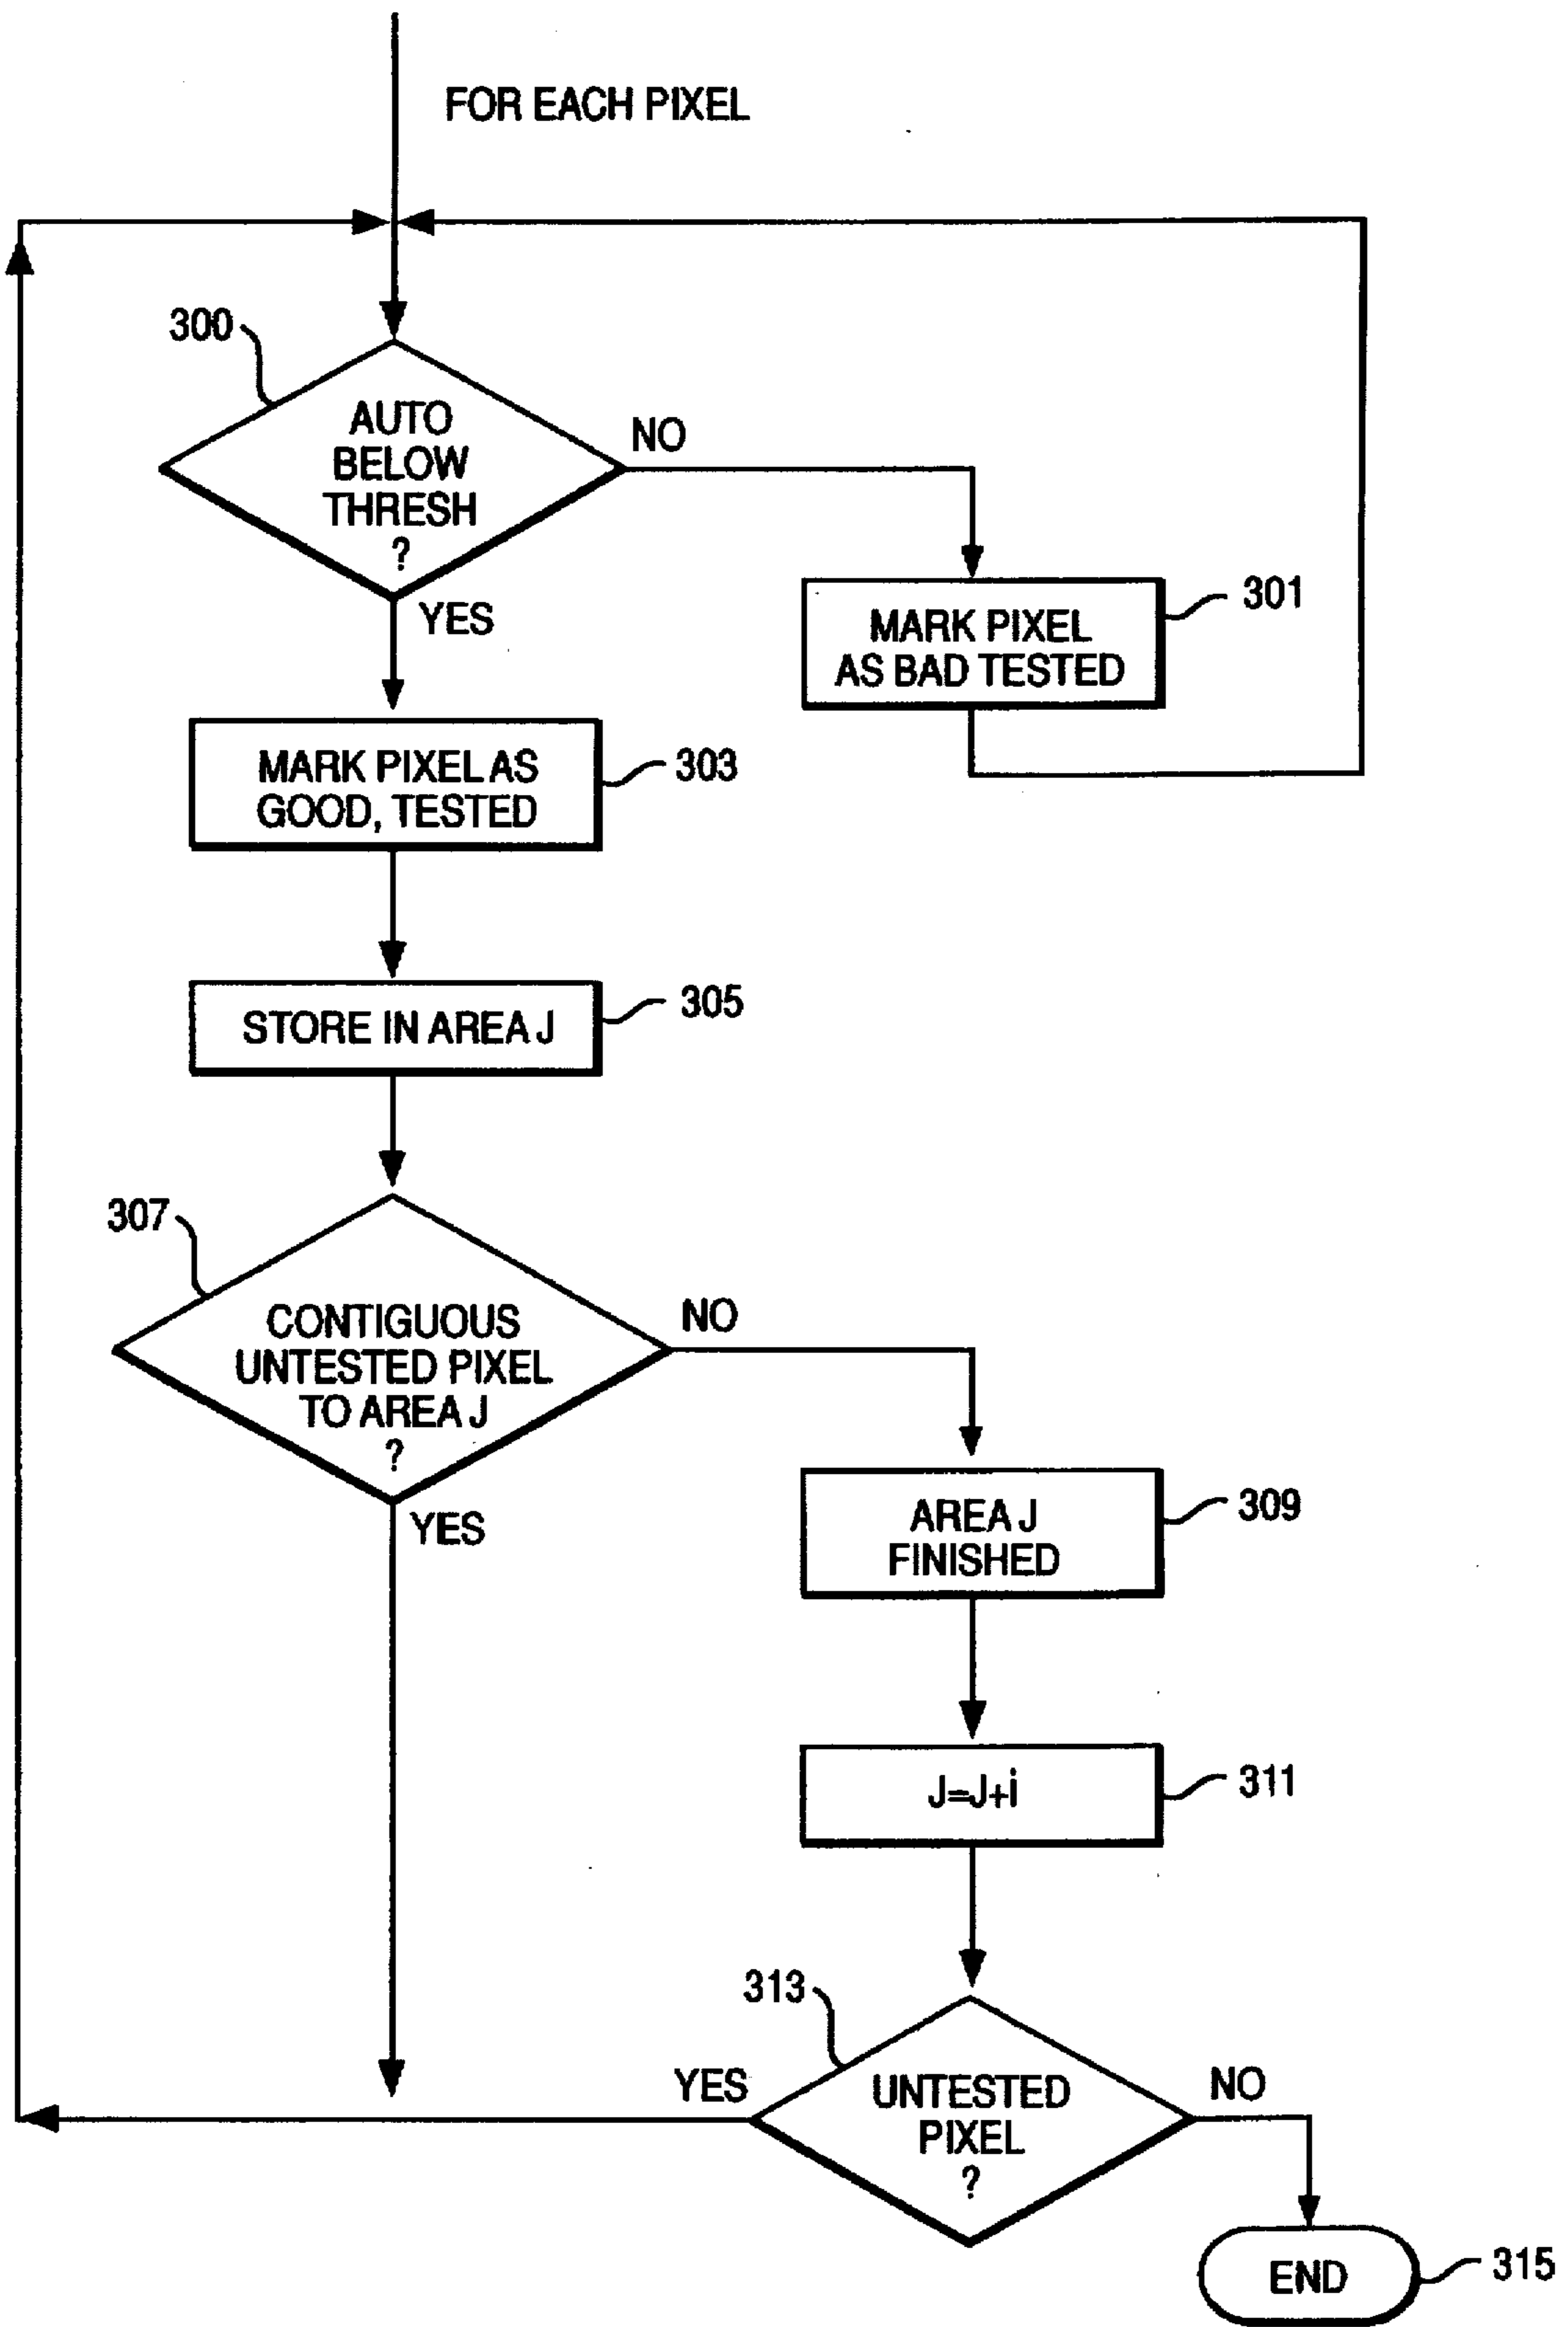 FOR EACH PIXEL
300
AUTO
BELOW
THRESH
?
NO
YES
301
MARK PIXEL
AS BAD TESTED
MARK PIXEL AS
GOOD, TESTED
303
STORE IN AREA J
305
307
CONTIGUOUS
UNTESTED PIXEL
TO AREA J
?
NO
YES
AREA J
FINISHED
309
J=J+i
311
313
UNTESTED
PIXEL
?
YES
NO
END
315